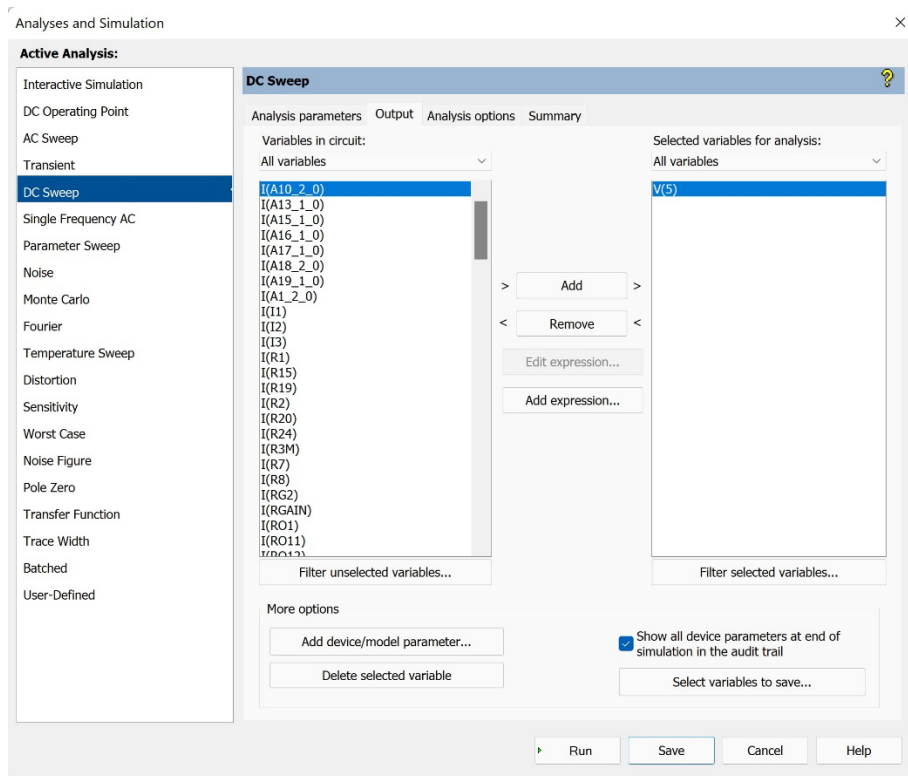 Analyses and Simulation
Active Analysis:
Interactive Simulation
DC Operating Point
AC Sweep
Transient
DC Sweep
Single Frequency AC
Parameter Sweep
Noise
Monte Carlo
Fourier
Temperature Sweep
Distortion
Sensitivity
Worst Case
Noise Figure
Pole Zero
Transfer Function
Trace Width
Batched
User-Defined
DC Sweep
Analysis parameters Output Analysis options Summary
Variables in circuit:
All variables
I(A10_2_0)
I(A13_1_0)
I(A15_1_0)
I(A16_1_0)
I(A17_1_0)
I(A18_2_0)
I(A19_1_0)
I(A1_2_0)
I(I1)
I(I2)
I(I3)
I(R1)
I(R15)
I(R19)
I(R2)
I(R20)
I(R24)
I(R3M)
I(R7)
I(R8)
I(RG2)
I(RGAIN)
I(RO1)
I(RO11)
I(RO12)
Filter unselected variables...
> Add >
< Remove <
Edit expression...
Add expression...
Selected variables for analysis:
All variables
V(5)
Filter selected variables...
More options
Add device/model parameter...
Delete selected variable
Show all device parameters at end of
simulation in the audit trail
Select variables to save...
Run Save Cancel Help